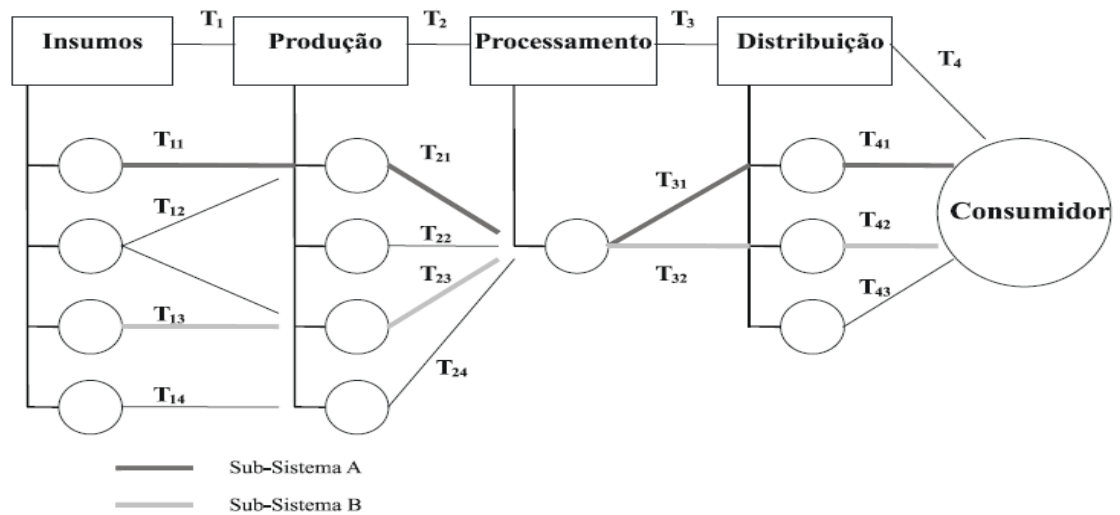 T1 T2 T3
Insumos Produção Processamento Distribuição
T4
T11 T21 T41
T31
T12 Consumidor
T22 T42
T23
T32
T13 T43
T24
T14
Sub-Sistema A
Sub-Sistema B